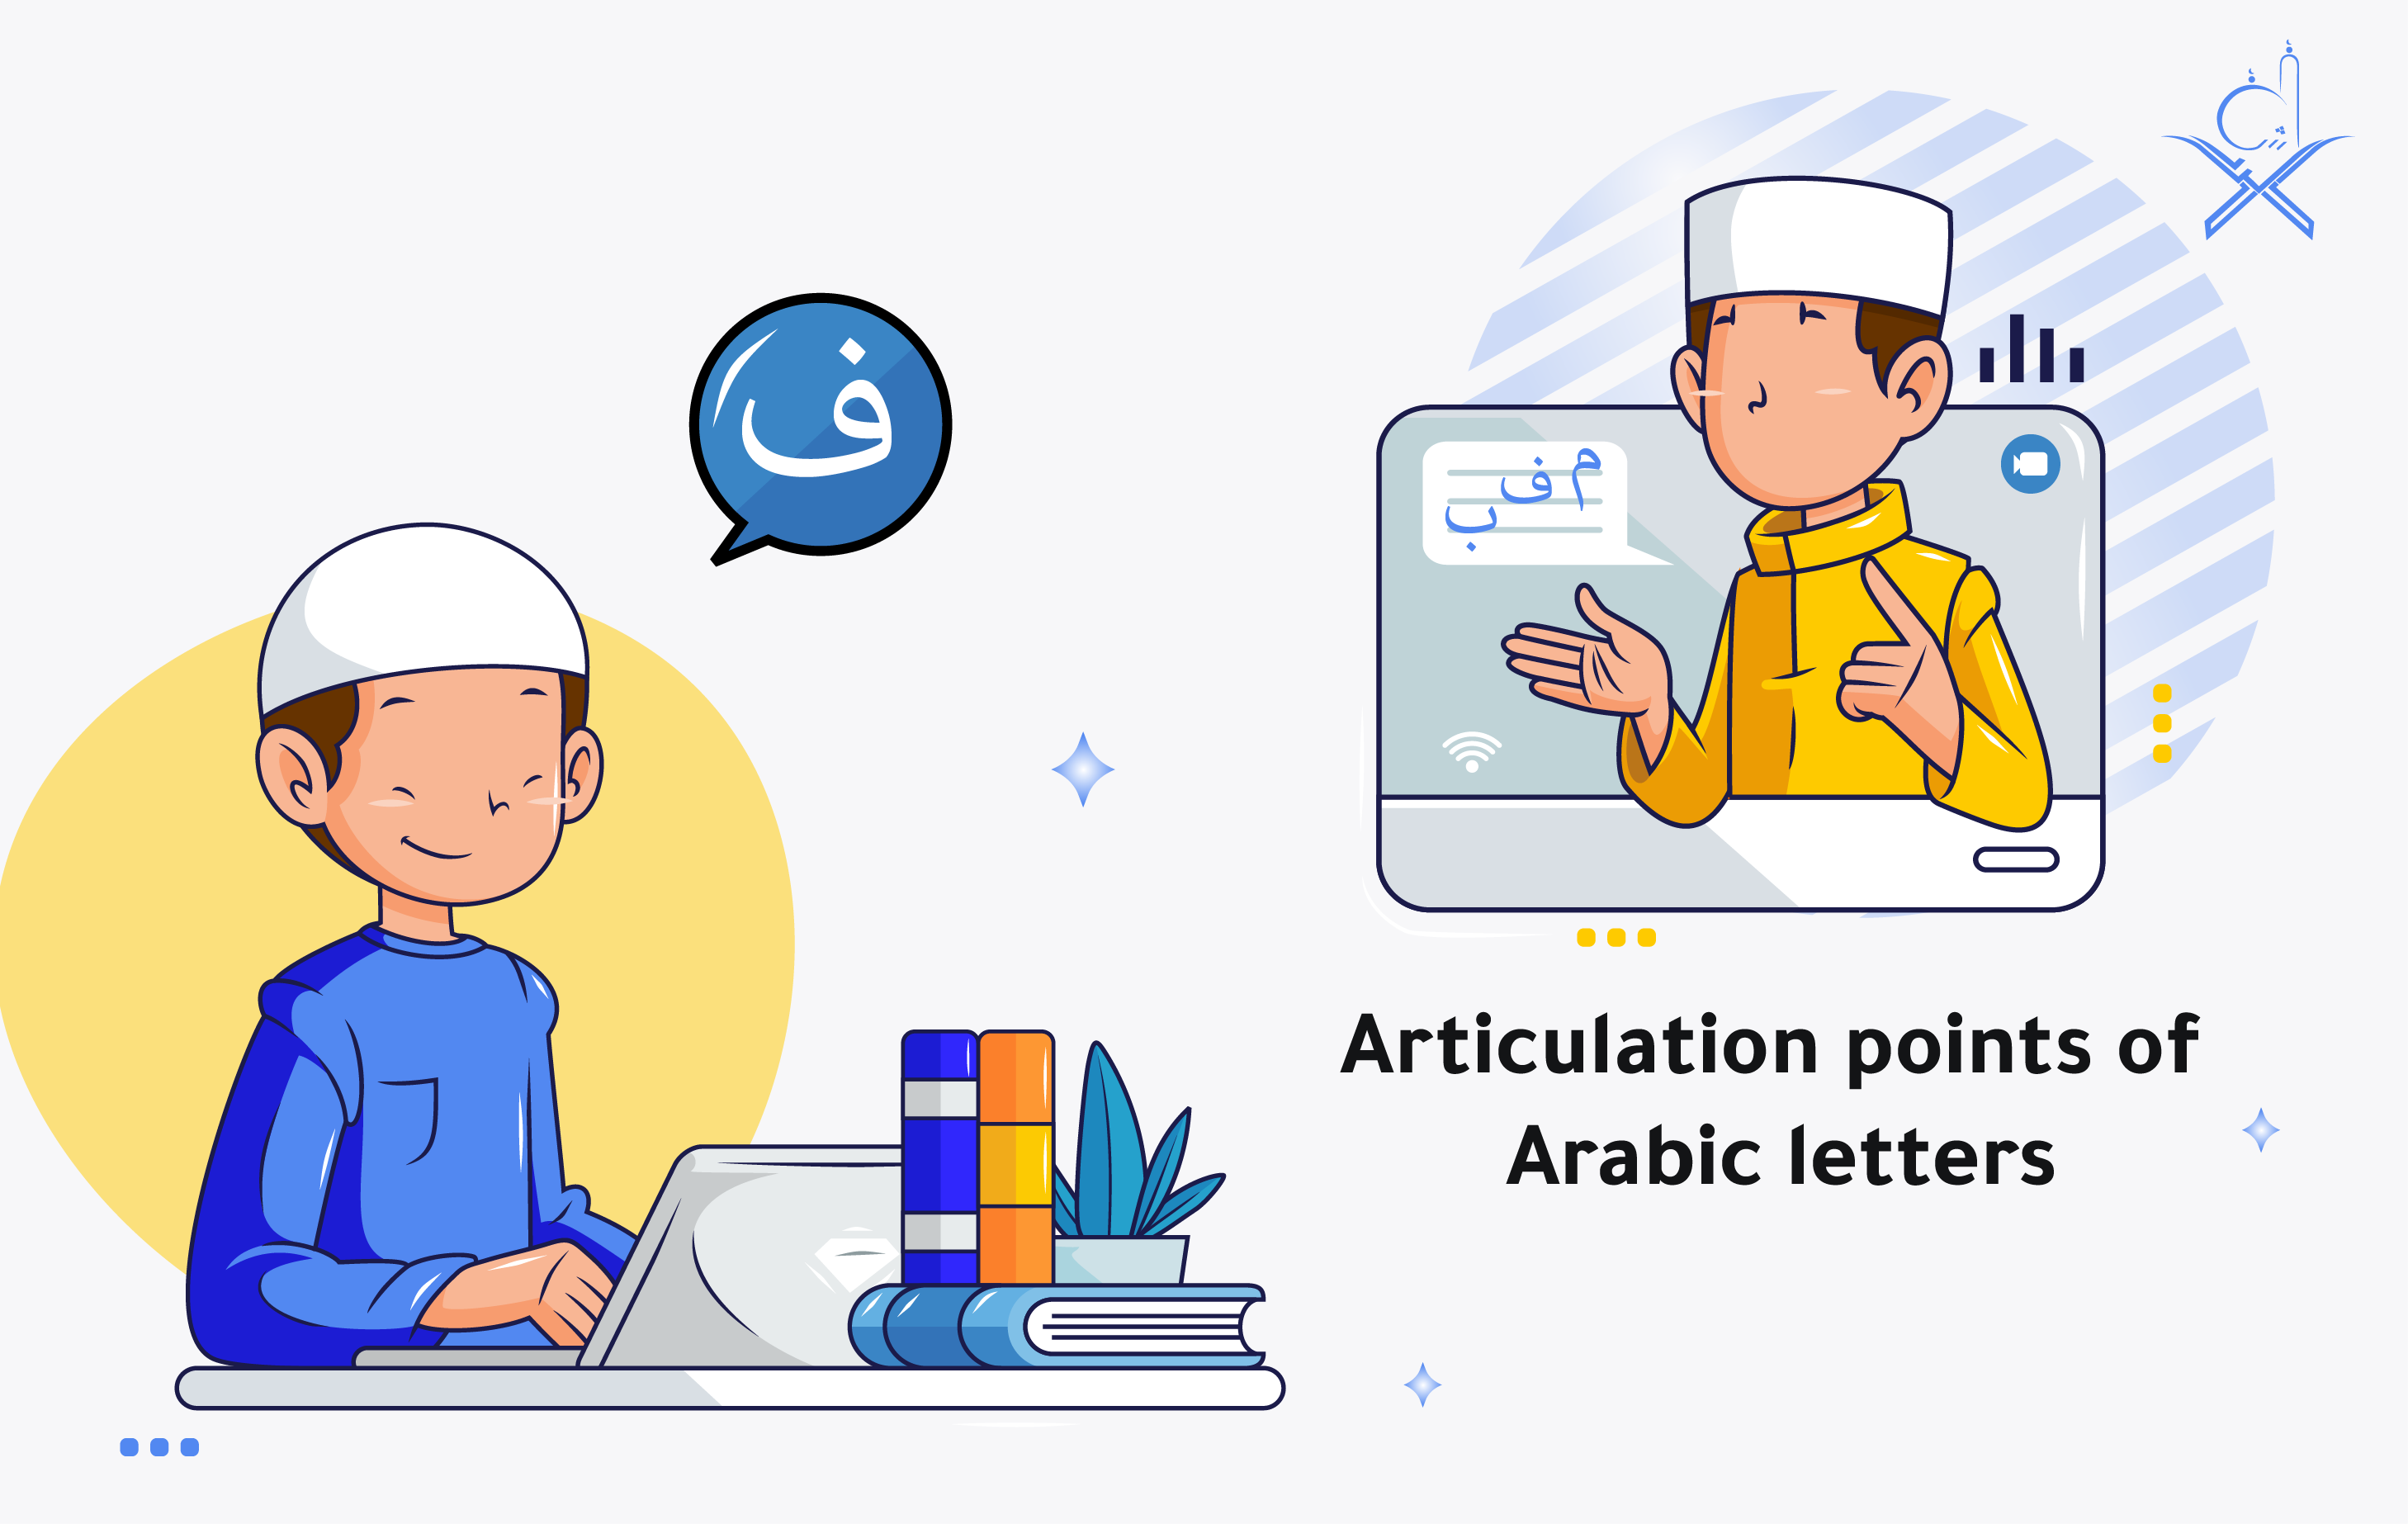 ف
أ ف
ب
Articulation points of
Arabic letters